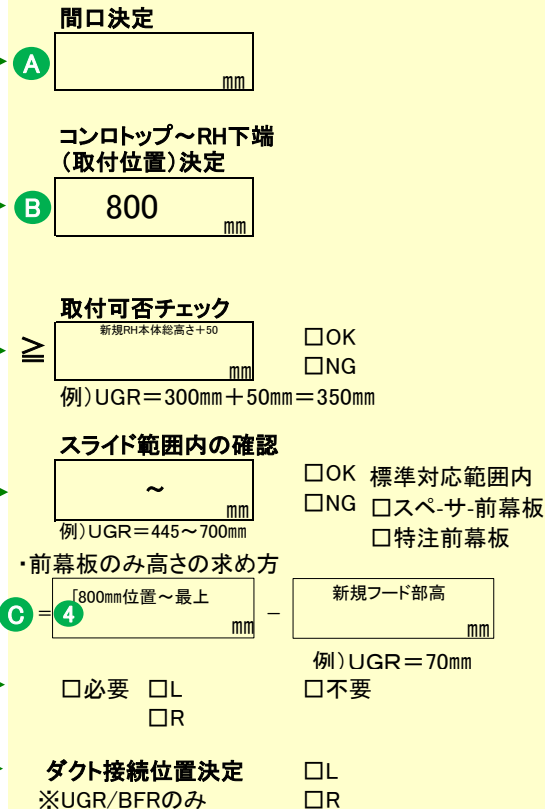 間口決定
A
mm
コンロトップ～RH下端
（取付位置）決定
B
800
mm
取付可否チェック
≧
新規RH本体総高さ＋50
mm
□OK
□NG
例）UGR＝300mm＋50mm＝350mm
スライド範囲内の確認
～
mm
□OK 標準対応範囲内
□NG □スペ-サ-前幕板
□特注前幕板
例）UGR＝445～700mm
・前幕板のみ高さの求め方
C = 4 「800mm位置～最上 mm － 新規フード部高 mm
例）UGR＝70mm
□必要 □L □不要
□R
ダクト接続位置決定 □L
※UGR/BFRのみ □R